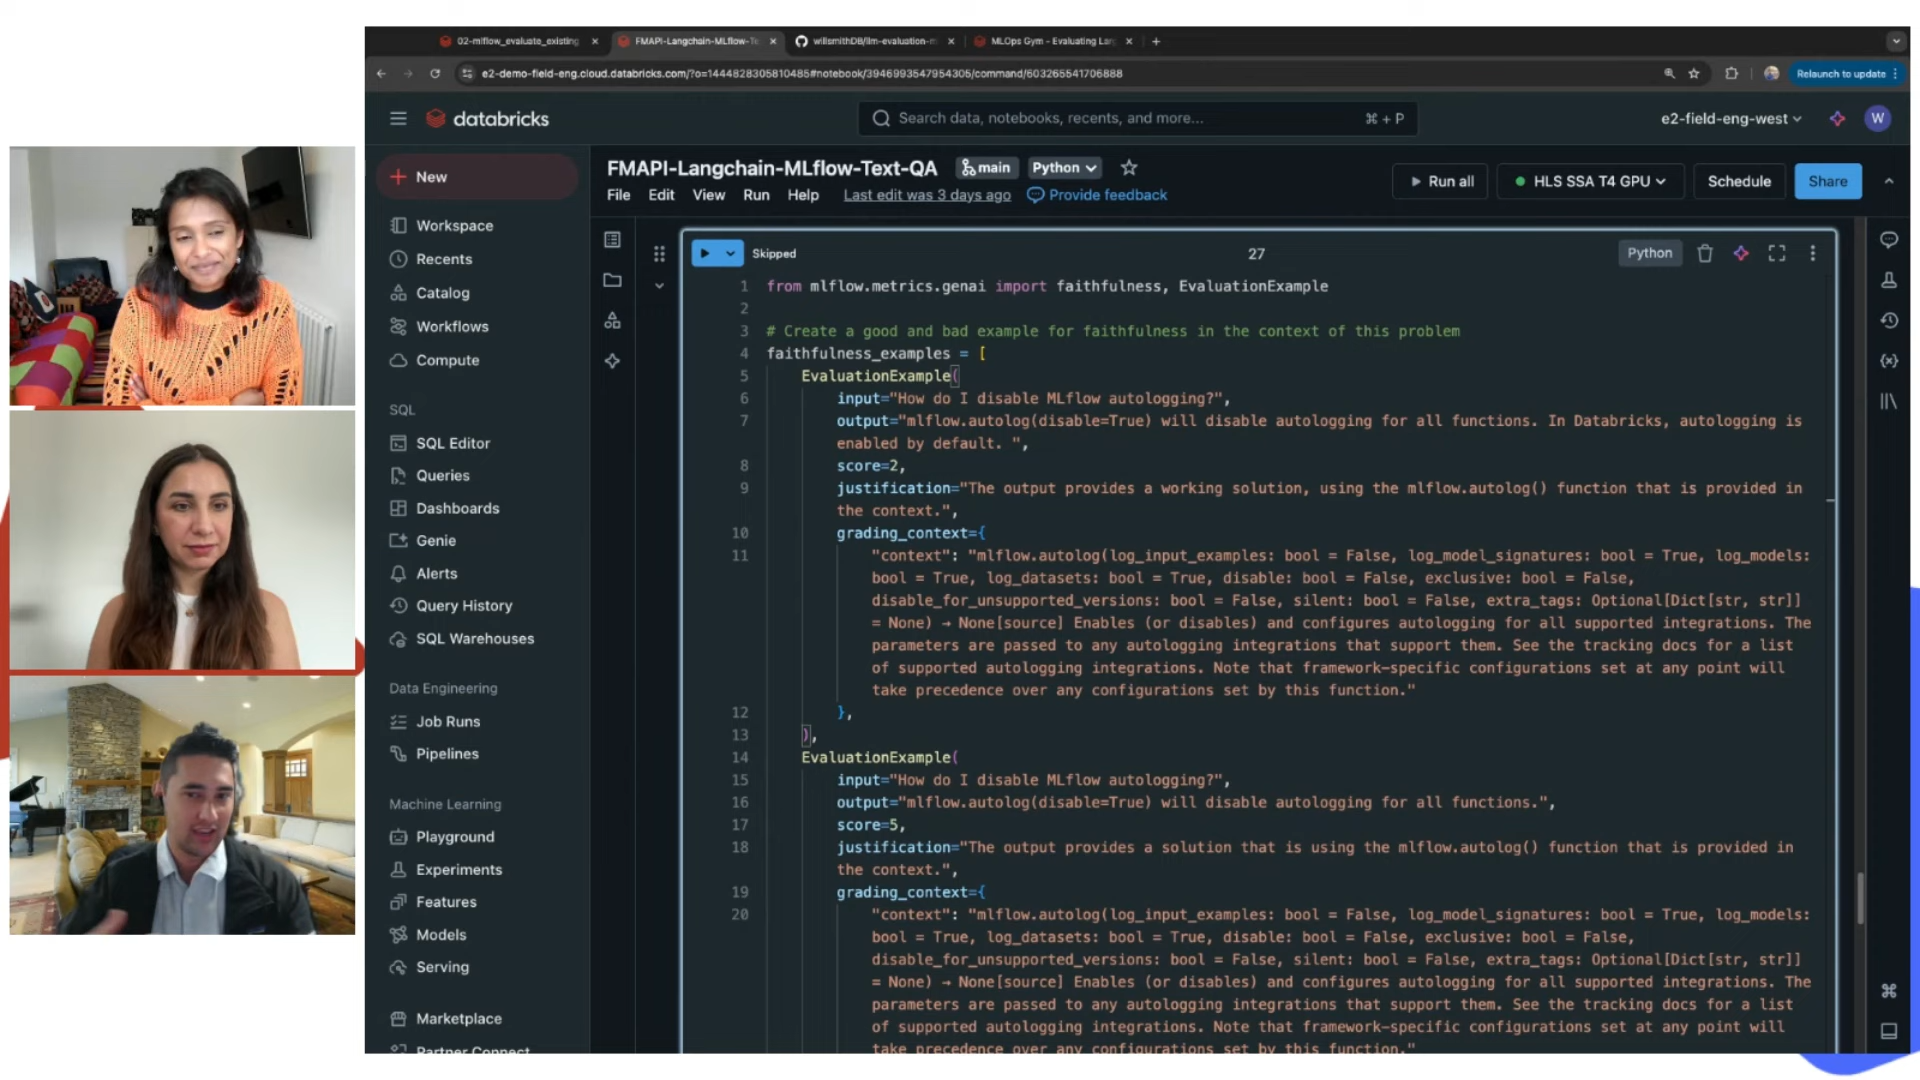 02-mlflow_evaluate_existing
FMAPI-Langchain-MLflow-Te
willsmithDB/llm-evaluation-m
MLOps Gym - Evaluating Lar
e2-demo-field-eng.cloud.databricks.com/?o=1444828305810485#notebook/3946993547954305/command/603265541706888
Relaunch to update
databricks
Search data, notebooks, recents, and more...
⌘ + P
e2-field-eng-west
W
New
Workspace
Recents
Catalog
Workflows
Compute
SQL
SQL Editor
Queries
Dashboards
Genie
Alerts
Query History
SQL Warehouses
Data Engineering
Job Runs
Pipelines
Machine Learning
Playground
Experiments
Features
Models
Serving
Marketplace
Partner Connect
FMAPI-Langchain-MLflow-Text-QA
main
Python
File Edit View Run Help Last edit was 3 days ago Provide feedback
Run all
HLS SSA T4 GPU
Schedule
Share
Skipped
27
Python
1 from mlflow.metrics.genai import faithfulness, EvaluationExample
2
3 # Create a good and bad example for faithfulness in the context of this problem
4 faithfulness_examples = [
5 EvaluationExample(
6 input="How do I disable MLflow autologging?",
7 output="mlflow.autolog(disable=True) will disable autologging for all functions. In Databricks, autologging is
enabled by default. ",
8 score=2,
9 justification="The output provides a working solution, using the mlflow.autolog() function that is provided in
the context.",
10 grading_context={
11 "context": "mlflow.autolog(log_input_examples: bool = False, log_model_signatures: bool = True, log_models:
bool = True, log_datasets: bool = True, disable: bool = False, exclusive: bool = False,
disable_for_unsupported_versions: bool = False, silent: bool = False, extra_tags: Optional[Dict[str, str]]
= None) → None[source] Enables (or disables) and configures autologging for all supported integrations. The
parameters are passed to any autologging integrations that support them. See the tracking docs for a list
of supported autologging integrations. Note that framework-specific configurations set at any point will
take precedence over any configurations set by this function."
12 },
13 ),
14 EvaluationExample(
15 input="How do I disable MLflow autologging?",
16 output="mlflow.autolog(disable=True) will disable autologging for all functions.",
17 score=5,
18 justification="The output provides a solution that is using the mlflow.autolog() function that is provided in
the context.",
19 grading_context={
20 "context": "mlflow.autolog(log_input_examples: bool = False, log_model_signatures: bool = True, log_models:
bool = True, log_datasets: bool = True, disable: bool = False, exclusive: bool = False,
disable_for_unsupported_versions: bool = False, silent: bool = False, extra_tags: Optional[Dict[str, str]]
= None) → None[source] Enables (or disables) and configures autologging for all supported integrations. The
parameters are passed to any autologging integrations that support them. See the tracking docs for a list
of supported autologging integrations. Note that framework-specific configurations set at any point will
take precedence over any configurations set by this function."